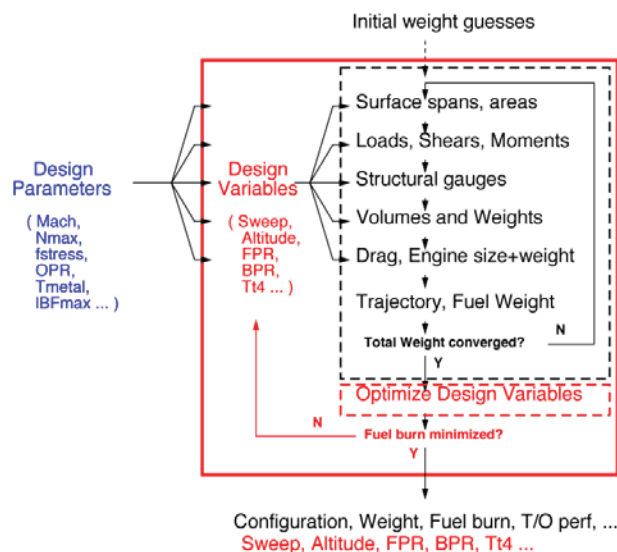 Initial weight guesses
Surface spans, areas
Loads, Shears, Moments
Structural gauges
Volumes and Weights
Drag, Engine size+weight
Trajectory, Fuel Weight
Total Weight converged?
N
Y
Design
Parameters
( Mach,
Nmax,
fstress,
OPR,
Tmetal,
lBFmax ... )
Design
Variables
( Sweep,
Altitude,
FPR,
BPR,
Tt4 ... )
Optimize Design Variables
Fuel burn minimized?
N
Y
Configuration, Weight, Fuel burn, T/O perf, ...
Sweep, Altitude, FPR, BPR, Tt4 ...